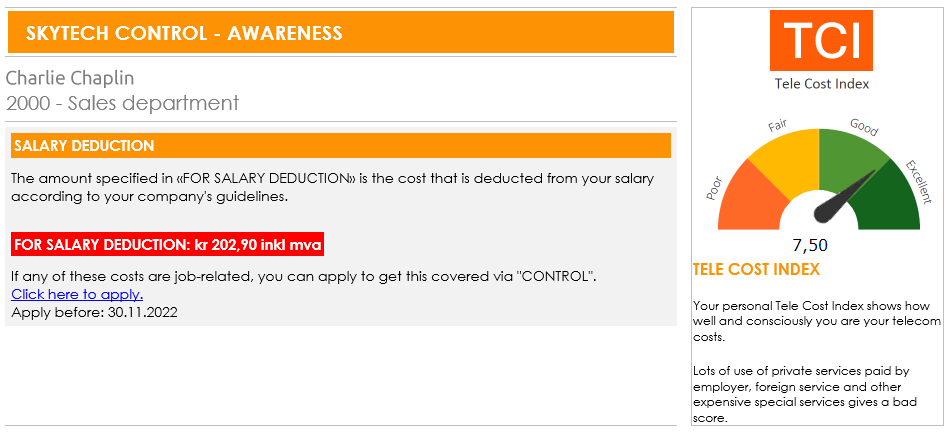 SKYTECH CONTROL - AWARENESS
Charlie Chaplin
2000 - Sales department
SALARY DEDUCTION
The amount specified in «FOR SALARY DEDUCTION» is the cost that is deducted from your salary
according to your company's guidelines.
FOR SALARY DEDUCTION: kr 202,90 inkl mva
If any of these costs are job-related, you can apply to get this covered via "CONTROL".
Click here to apply.
Apply before: 30.11.2022
TCI
Tele Cost Index
Poor
Fair
Good
Excellent
7,50
TELE COST INDEX
Your personal Tele Cost Index shows how
well and consciously you are your telecom
costs.
Lots of use of private services paid by
employer, foreign service and other
expensive special services gives a bad
score.